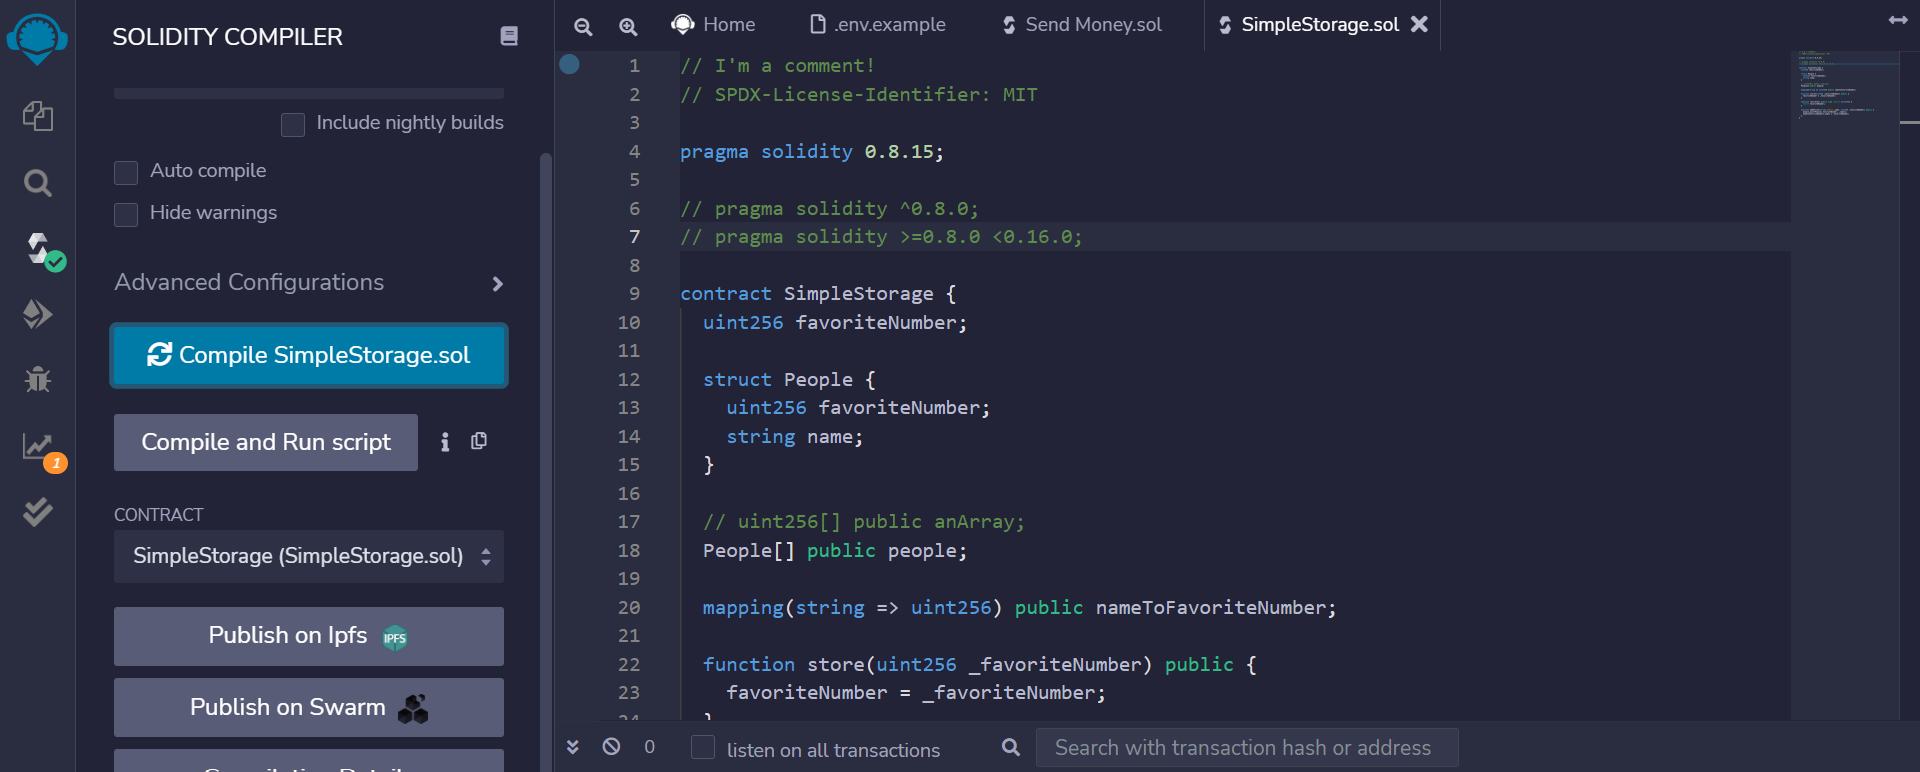 SOLIDITY COMPILER
Include nightly builds
Auto compile
Hide warnings
Advanced Configurations
Compile SimpleStorage.sol
Compile and Run script
CONTRACT
SimpleStorage (SimpleStorage.sol)
Publish on Ipfs IPFS
Publish on Swarm
1
Home .env.example Send Money.sol SimpleStorage.sol
1 // I'm a comment!
2 // SPDX-License-Identifier: MIT
3
4 pragma solidity 0.8.15;
5
6 // pragma solidity ^0.8.0;
7 // pragma solidity >=0.8.0 <0.16.0;
8
9 contract SimpleStorage {
10 uint256 favoriteNumber;
11
12 struct People {
13 uint256 favoriteNumber;
14 string name;
15 }
16
17 // uint256[] public anArray;
18 People[] public people;
19
20 mapping(string => uint256) public nameToFavoriteNumber;
21
22 function store(uint256 _favoriteNumber) public {
23 favoriteNumber = _favoriteNumber;
0 listen on all transactions Search with transaction hash or address